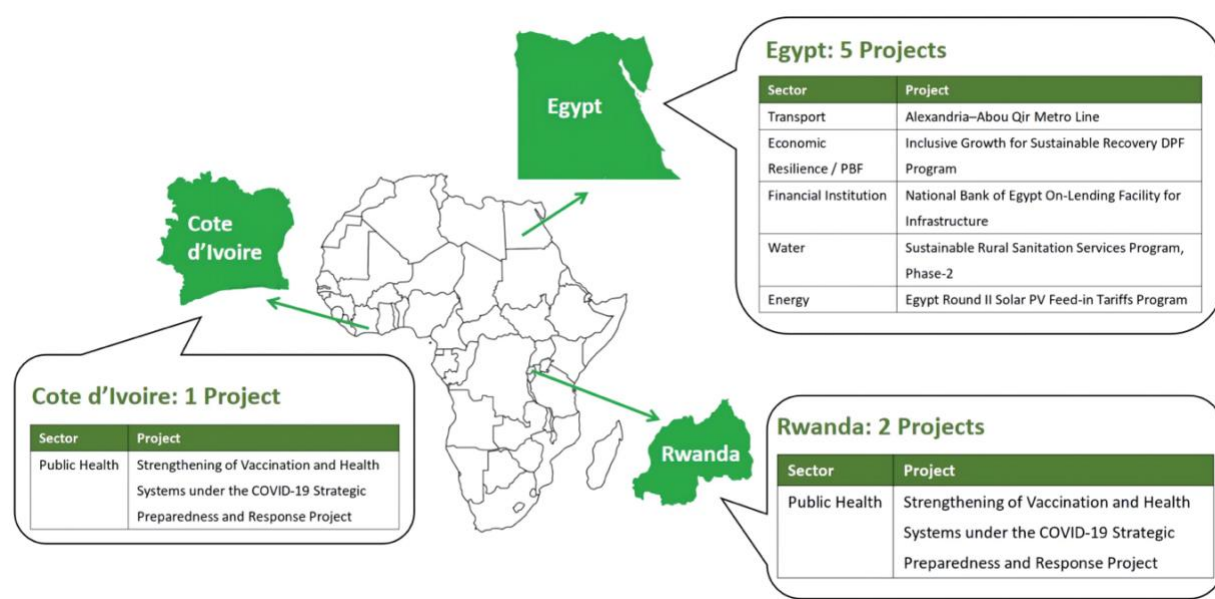 Egypt
Egypt: 5 Projects
Sector Project
Transport Alexandria–Abou Qir Metro Line
Economic Inclusive Growth for Sustainable Recovery DPF
Resilience / PBF Program
Financial Institution National Bank of Egypt On-Lending Facility for
Infrastructure
Water Sustainable Rural Sanitation Services Program,
Phase-2
Energy Egypt Round II Solar PV Feed-in Tariffs Program
Cote
d’Ivoire
Cote d’Ivoire: 1 Project
Sector Project
Public Health Strengthening of Vaccination and Health
Systems under the COVID-19 Strategic
Preparedness and Response Project
Rwanda
Rwanda: 2 Projects
Sector Project
Public Health Strengthening of Vaccination and Health
Systems under the COVID-19 Strategic
Preparedness and Response Project